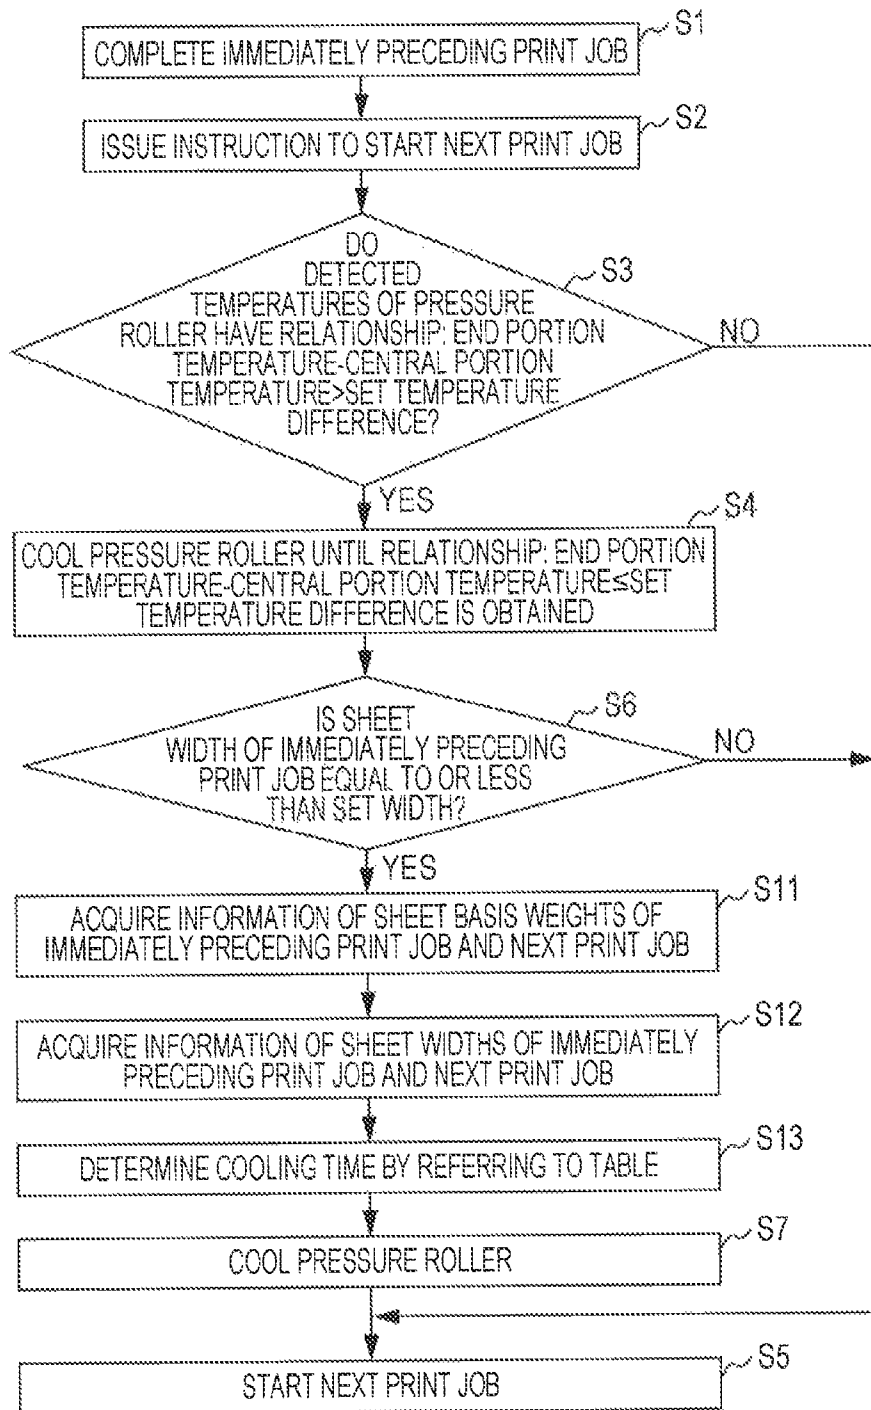 S1
COMPLETE IMMEDIATELY PRECEDING PRINT JOB
S2
ISSUE INSTRUCTION TO START NEXT PRINT JOB
DO
DETECTED
S3
TEMPERATURES OF PRESSURE
ROLLER HAVE RELATIONSHIP: END PORTION
NO
TEMPERATURE-CENTRAL PORTION
TEMPERATURE>SET TEMPERATURE
DIFFERENCE?
YES
S4
COOL PRESSURE ROLLER UNTIL RELATIONSHIP: END PORTION
TEMPERATURE-CENTRAL PORTION TEMPERATURE≤SET
TEMPERATURE DIFFERENCE IS OBTAINED
S6
IS SHEET
WIDTH OF IMMEDIATELY PRECEDING
NO
PRINT JOB EQUAL TO OR LESS
THAN SET WIDTH?
YES
S11
ACQUIRE INFORMATION OF SHEET BASIS WEIGHTS OF
IMMEDIATELY PRECEDING PRINT JOB AND NEXT PRINT JOB
S12
ACQUIRE INFORMATION OF SHEET WIDTHS OF IMMEDIATELY
PRECEDING PRINT JOB AND NEXT PRINT JOB
S13
DETERMINE COOLING TIME BY REFERRING TO TABLE
S7
COOL PRESSURE ROLLER
S5
START NEXT PRINT JOB